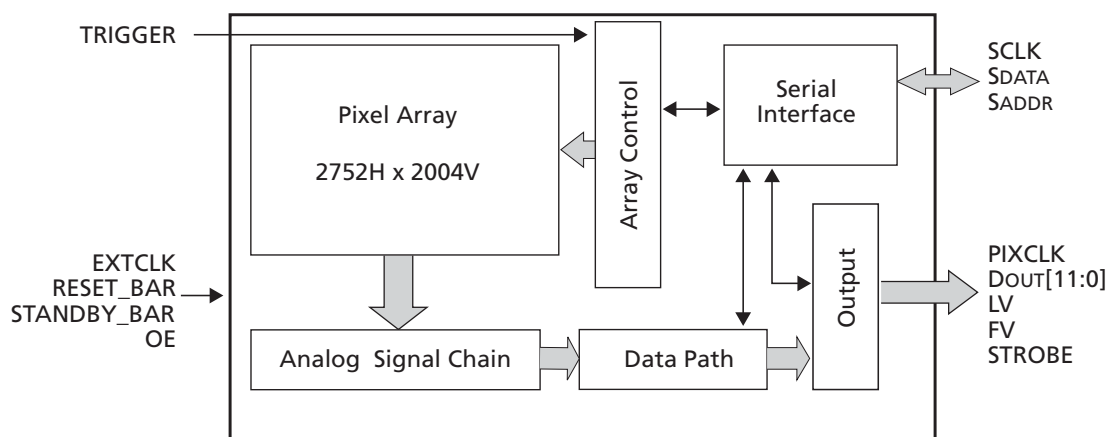 TRIGGER
Pixel Array
2752H x 2004V
Array Control
Serial
Interface
SCLK
SDATA
SADDR
EXTCLK
RESET_BAR
STANDBY_BAR
OE
Analog Signal Chain
Data Path
Output
PIXCLK
DOUT[11:0]
LV
FV
STROBE